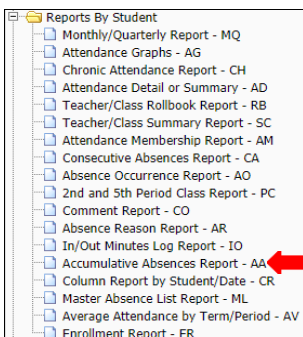 Reports By Student
Monthly/Quarterly Report - MQ
Attendance Graphs - AG
Chronic Attendance Report - CH
Attendance Detail or Summary - AD
Teacher/Class Rollbook Report - RB
Teacher/Class Summary Report - SC
Attendance Membership Report - AM
Consecutive Absences Report - CA
Absence Occurrence Report - AO
2nd and 5th Period Class Report - PC
Comment Report - CO
Absence Reason Report - AR
In/Out Minutes Log Report - IO
Accumulative Absences Report - AA
Column Report by Student/Date - CR
Master Absence List Report - ML
Average Attendance by Term/Period - AV
Enrollment Report - ER